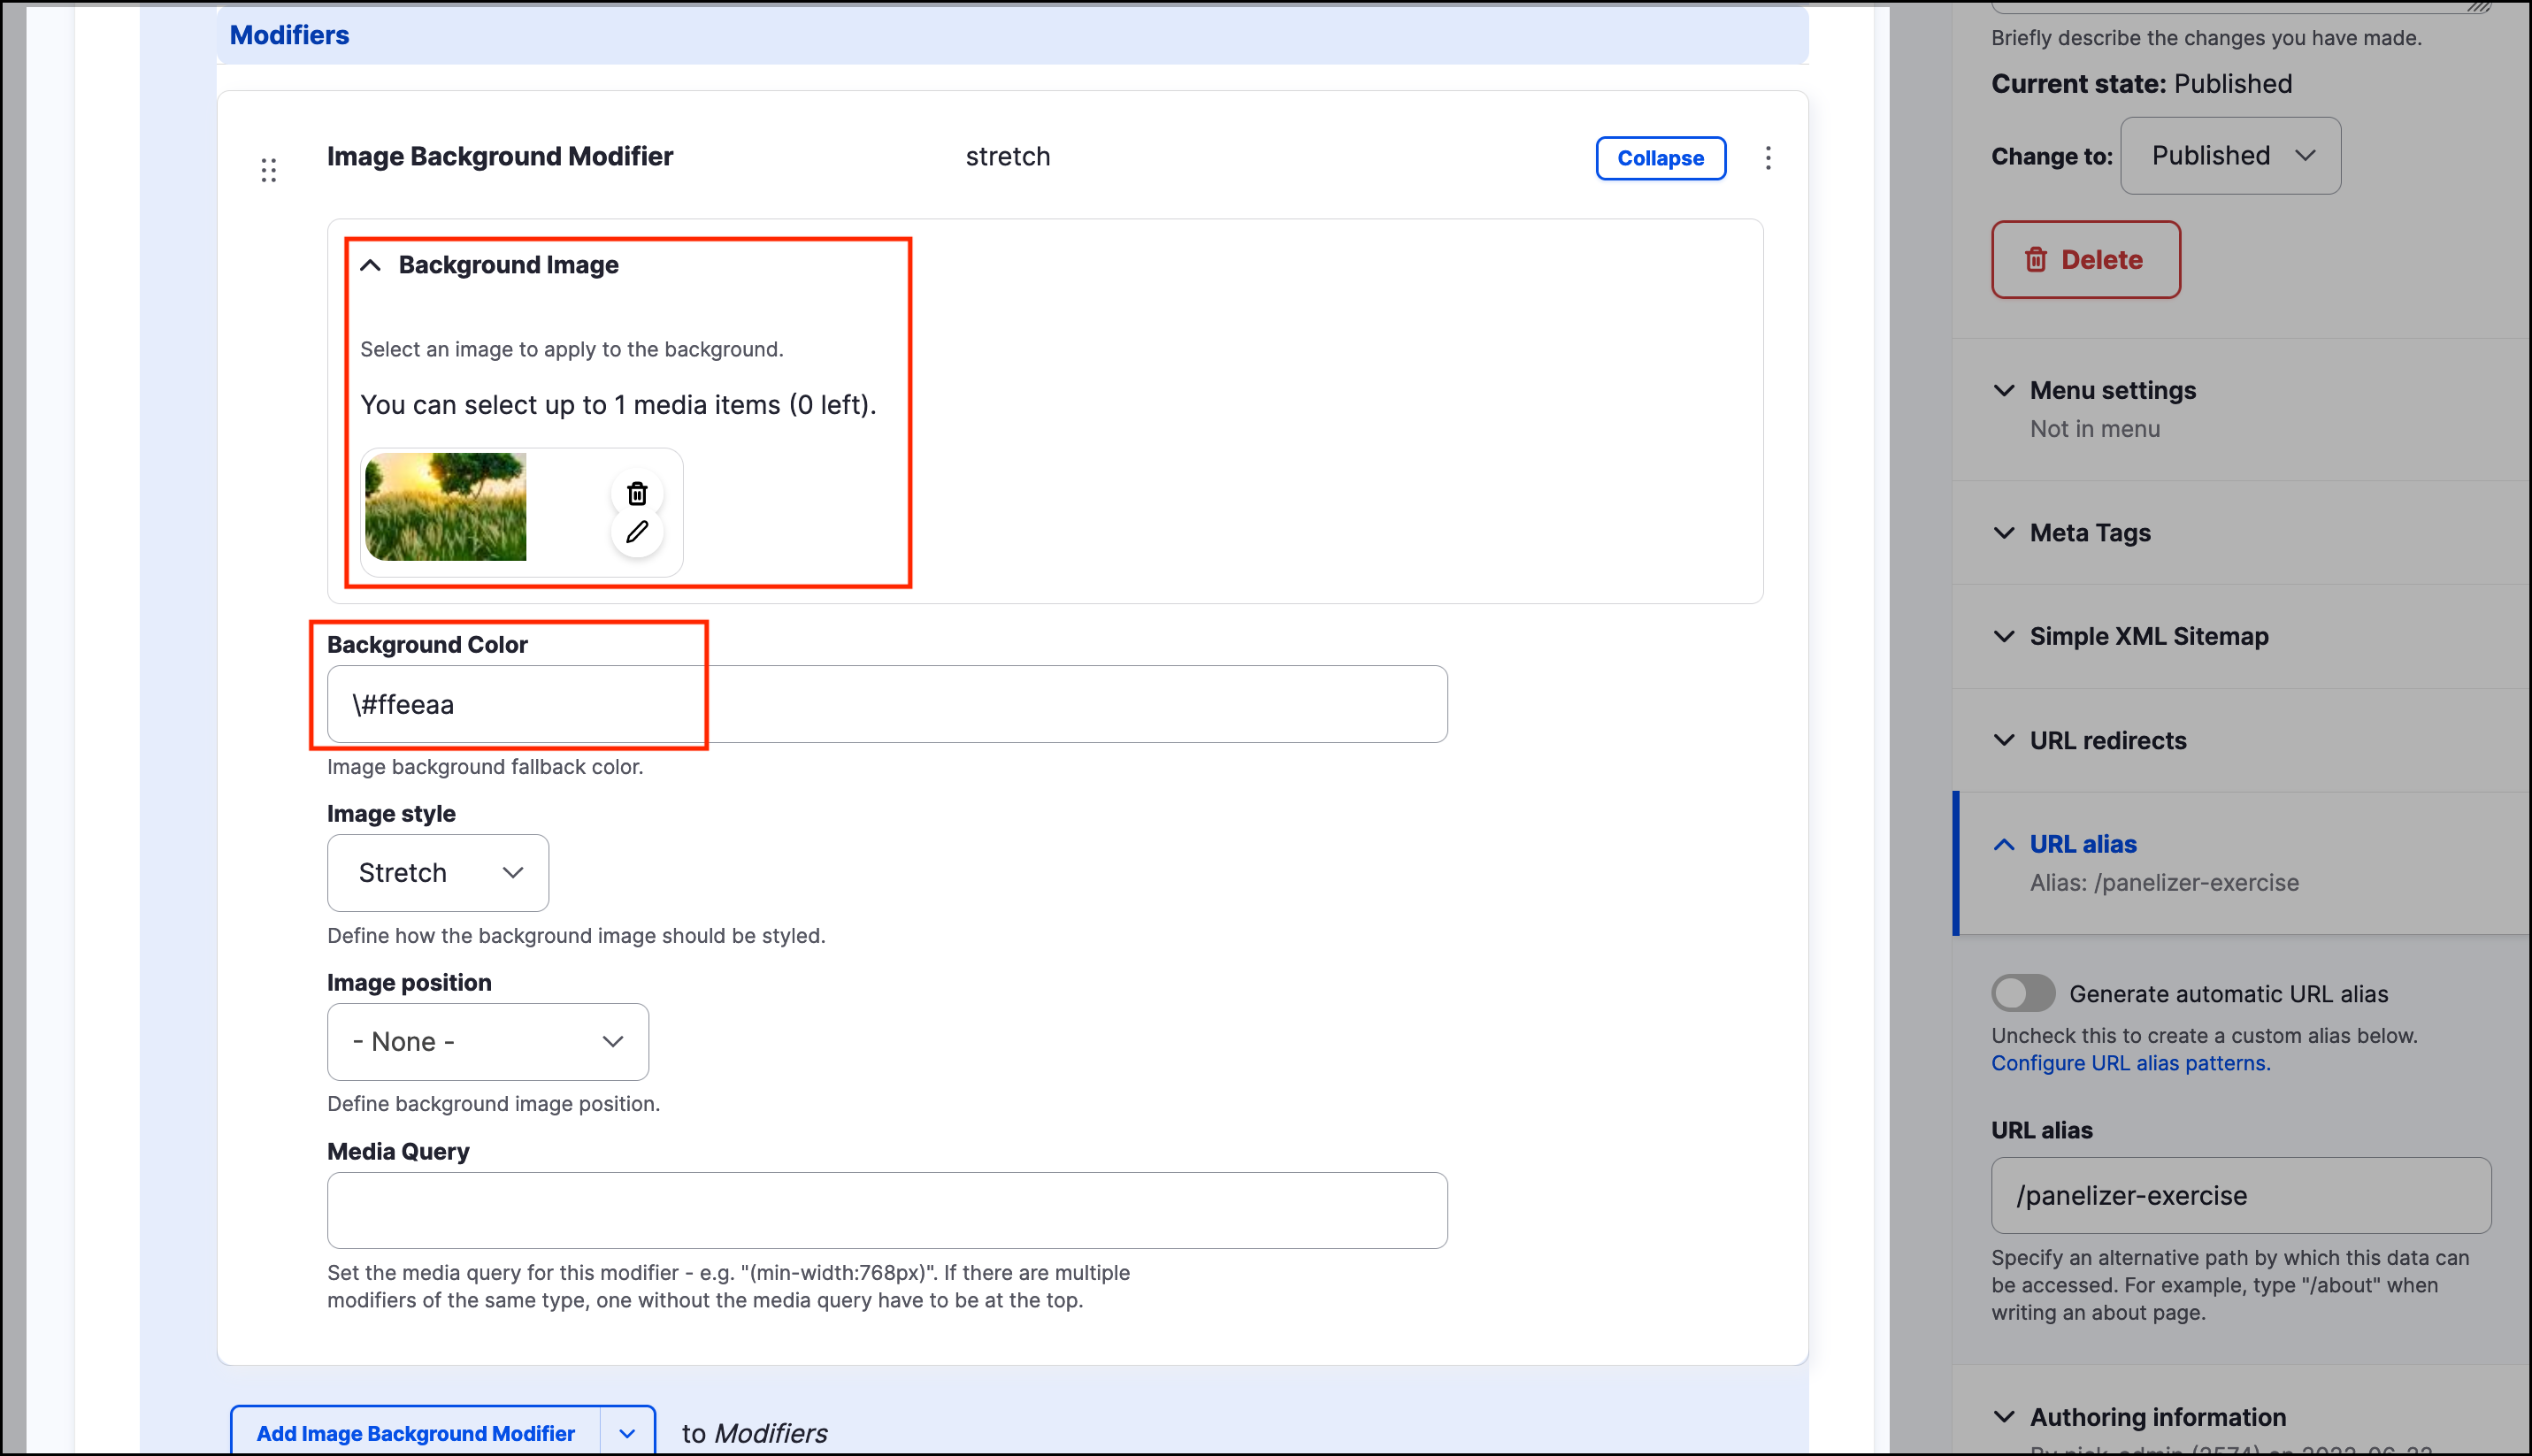 Modifiers
Image Background Modifier
stretch
Collapse
Background Image
Select an image to apply to the background.
You can select up to 1 media items (0 left).
Background Color
\#ffeeaa
Image background fallback color.
Image style
Stretch
Define how the background image should be styled.
Image position
- None -
Define background image position.
Media Query
Set the media query for this modifier - e.g. "(min-width:768px)". If there are multiple
modifiers of the same type, one without the media query have to be at the top.
Add Image Background Modifier
to Modifiers
Briefly describe the changes you have made.
Current state: Published
Change to:
Published
Delete
Menu settings
Not in menu
Meta Tags
Simple XML Sitemap
URL redirects
URL alias
Alias: /panelizer-exercise
Generate automatic URL alias
Uncheck this to create a custom alias below.
Configure URL alias patterns.
URL alias
/panelizer-exercise
Specify an alternative path by which this data can
be accessed. For example, type "/about" when
writing an about page.
Authoring information